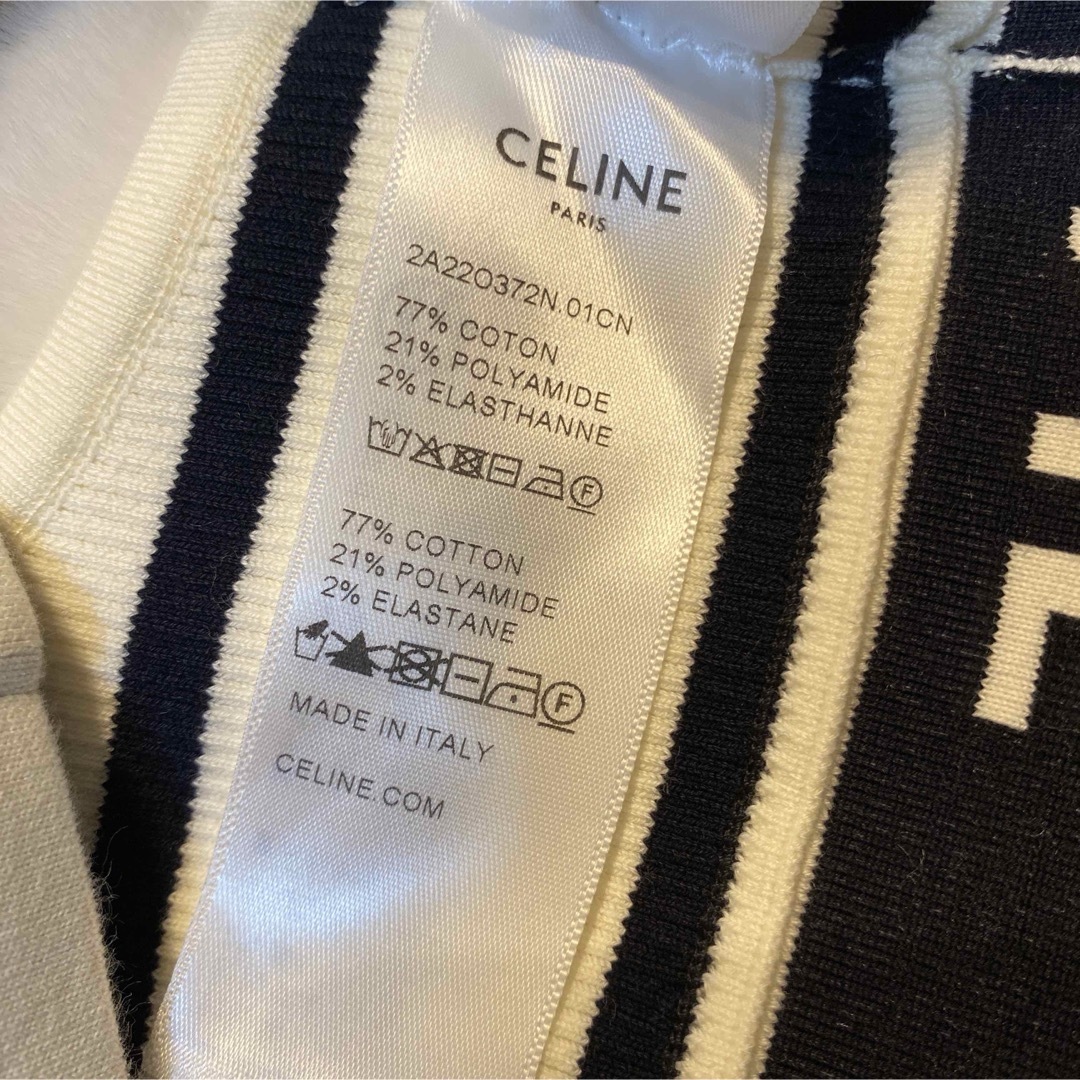 CELINE
PARIS
2A22O372N.01CN
77% COTON
21% POLYAMIDE
2% ELASTHANNE
F
77% COTTON
21% POLYAMIDE
2% ELASTANE
F
MADE IN ITALY
CELINE.COM